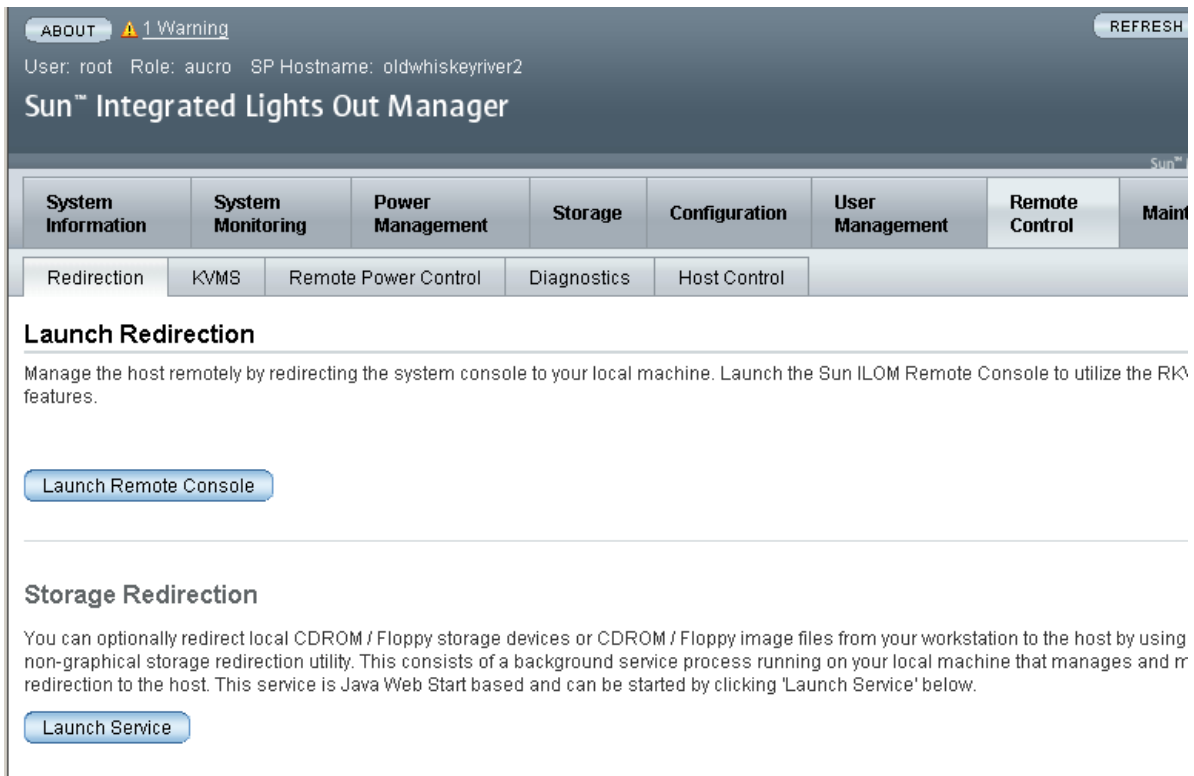 ABOUT 1 Warning REFRESH
User: root Role: aucro SP Hostname: oldwhiskeyriver2
Sun™ Integrated Lights Out Manager
Sun™
System Information System Monitoring Power Management Storage Configuration User Management Remote Control Maint
Redirection KVMS Remote Power Control Diagnostics Host Control
Launch Redirection
Manage the host remotely by redirecting the system console to your local machine. Launch the Sun ILOM Remote Console to utilize the RKV
features.
Launch Remote Console
Storage Redirection
You can optionally redirect local CDROM / Floppy storage devices or CDROM / Floppy image files from your workstation to the host by using
non-graphical storage redirection utility. This consists of a background service process running on your local machine that manages and m
redirection to the host. This service is Java Web Start based and can be started by clicking 'Launch Service' below.
Launch Service